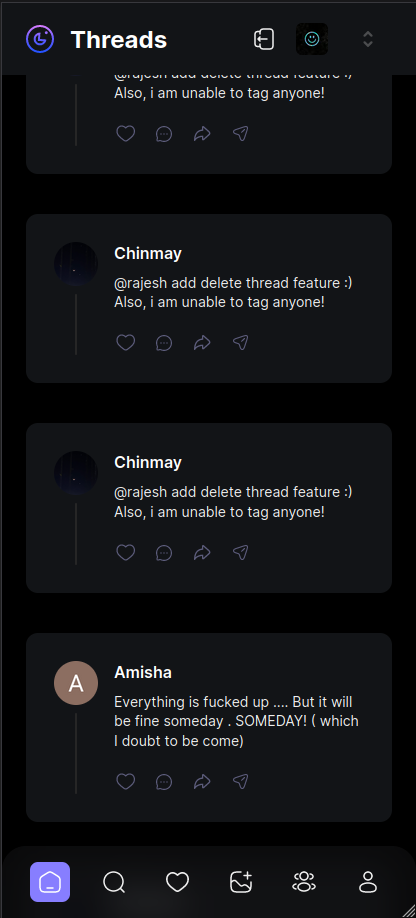 Threads
@rajesh add delete thread feature :)
Also, i am unable to tag anyone!
Chinmay
@rajesh add delete thread feature :)
Also, i am unable to tag anyone!
Chinmay
@rajesh add delete thread feature :)
Also, i am unable to tag anyone!
A
Amisha
Everything is fucked up .... But it will
be fine someday . SOMEDAY! ( which
I doubt to be come)